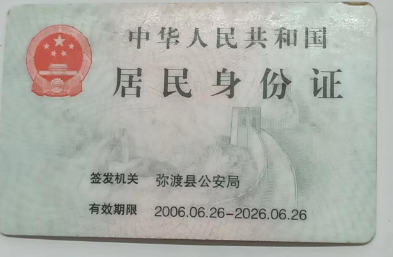 中华人民共和国
居民身份证
签发机关 弥渡县公安局
有效期限 2006.06.26-2026.06.26